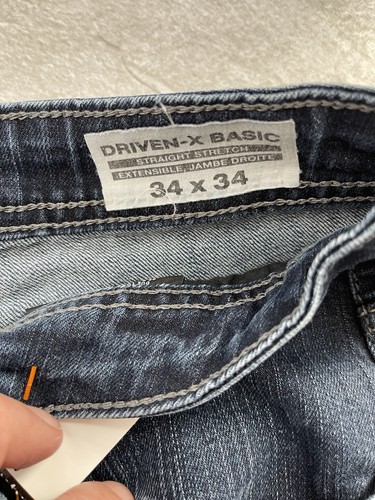 DRIVEN-X BASIC
STRAIGHT STRETCH
EXTENSIBLE, JAMBE DROITE
34 x 34